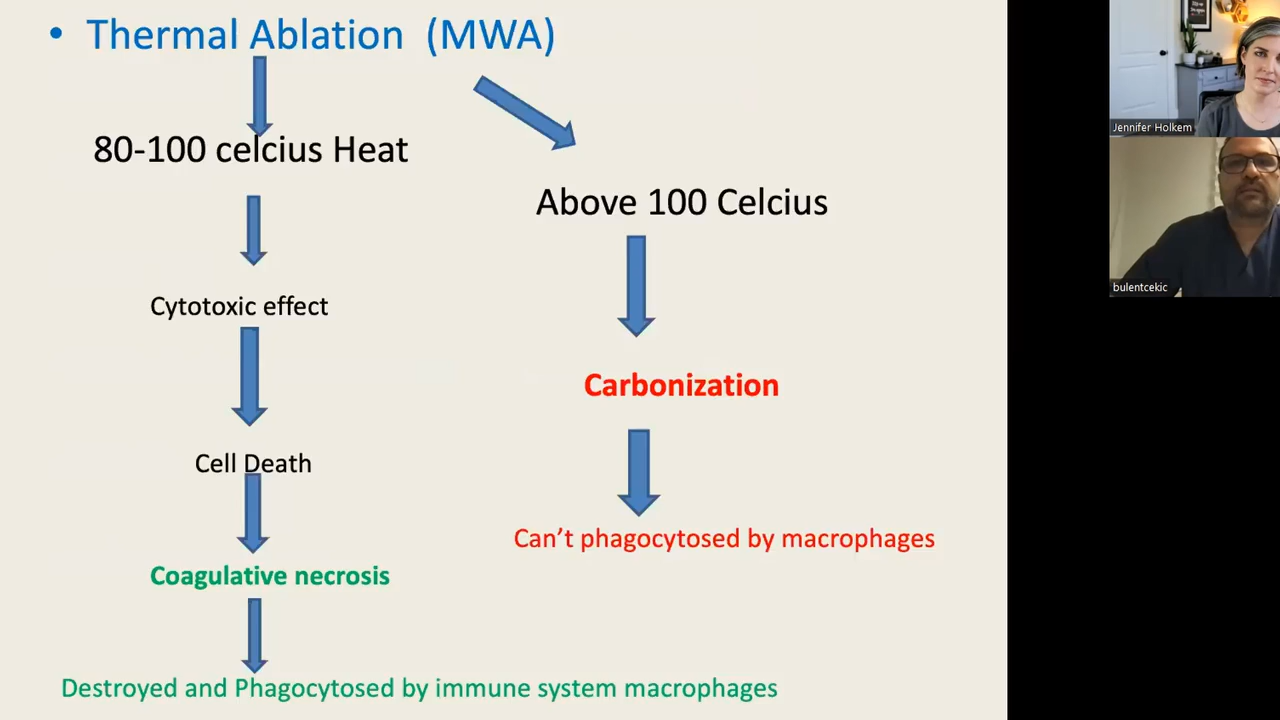 • Thermal Ablation (MWA)
80-100 celcius Heat
Cytotoxic effect
Cell Death
Coagulative necrosis
Destroyed and Phagocytosed by immune system macrophages
Above 100 Celcius
Carbonization
Can’t phagocytosed by macrophages
Jennifer Holkem
bulentcekic